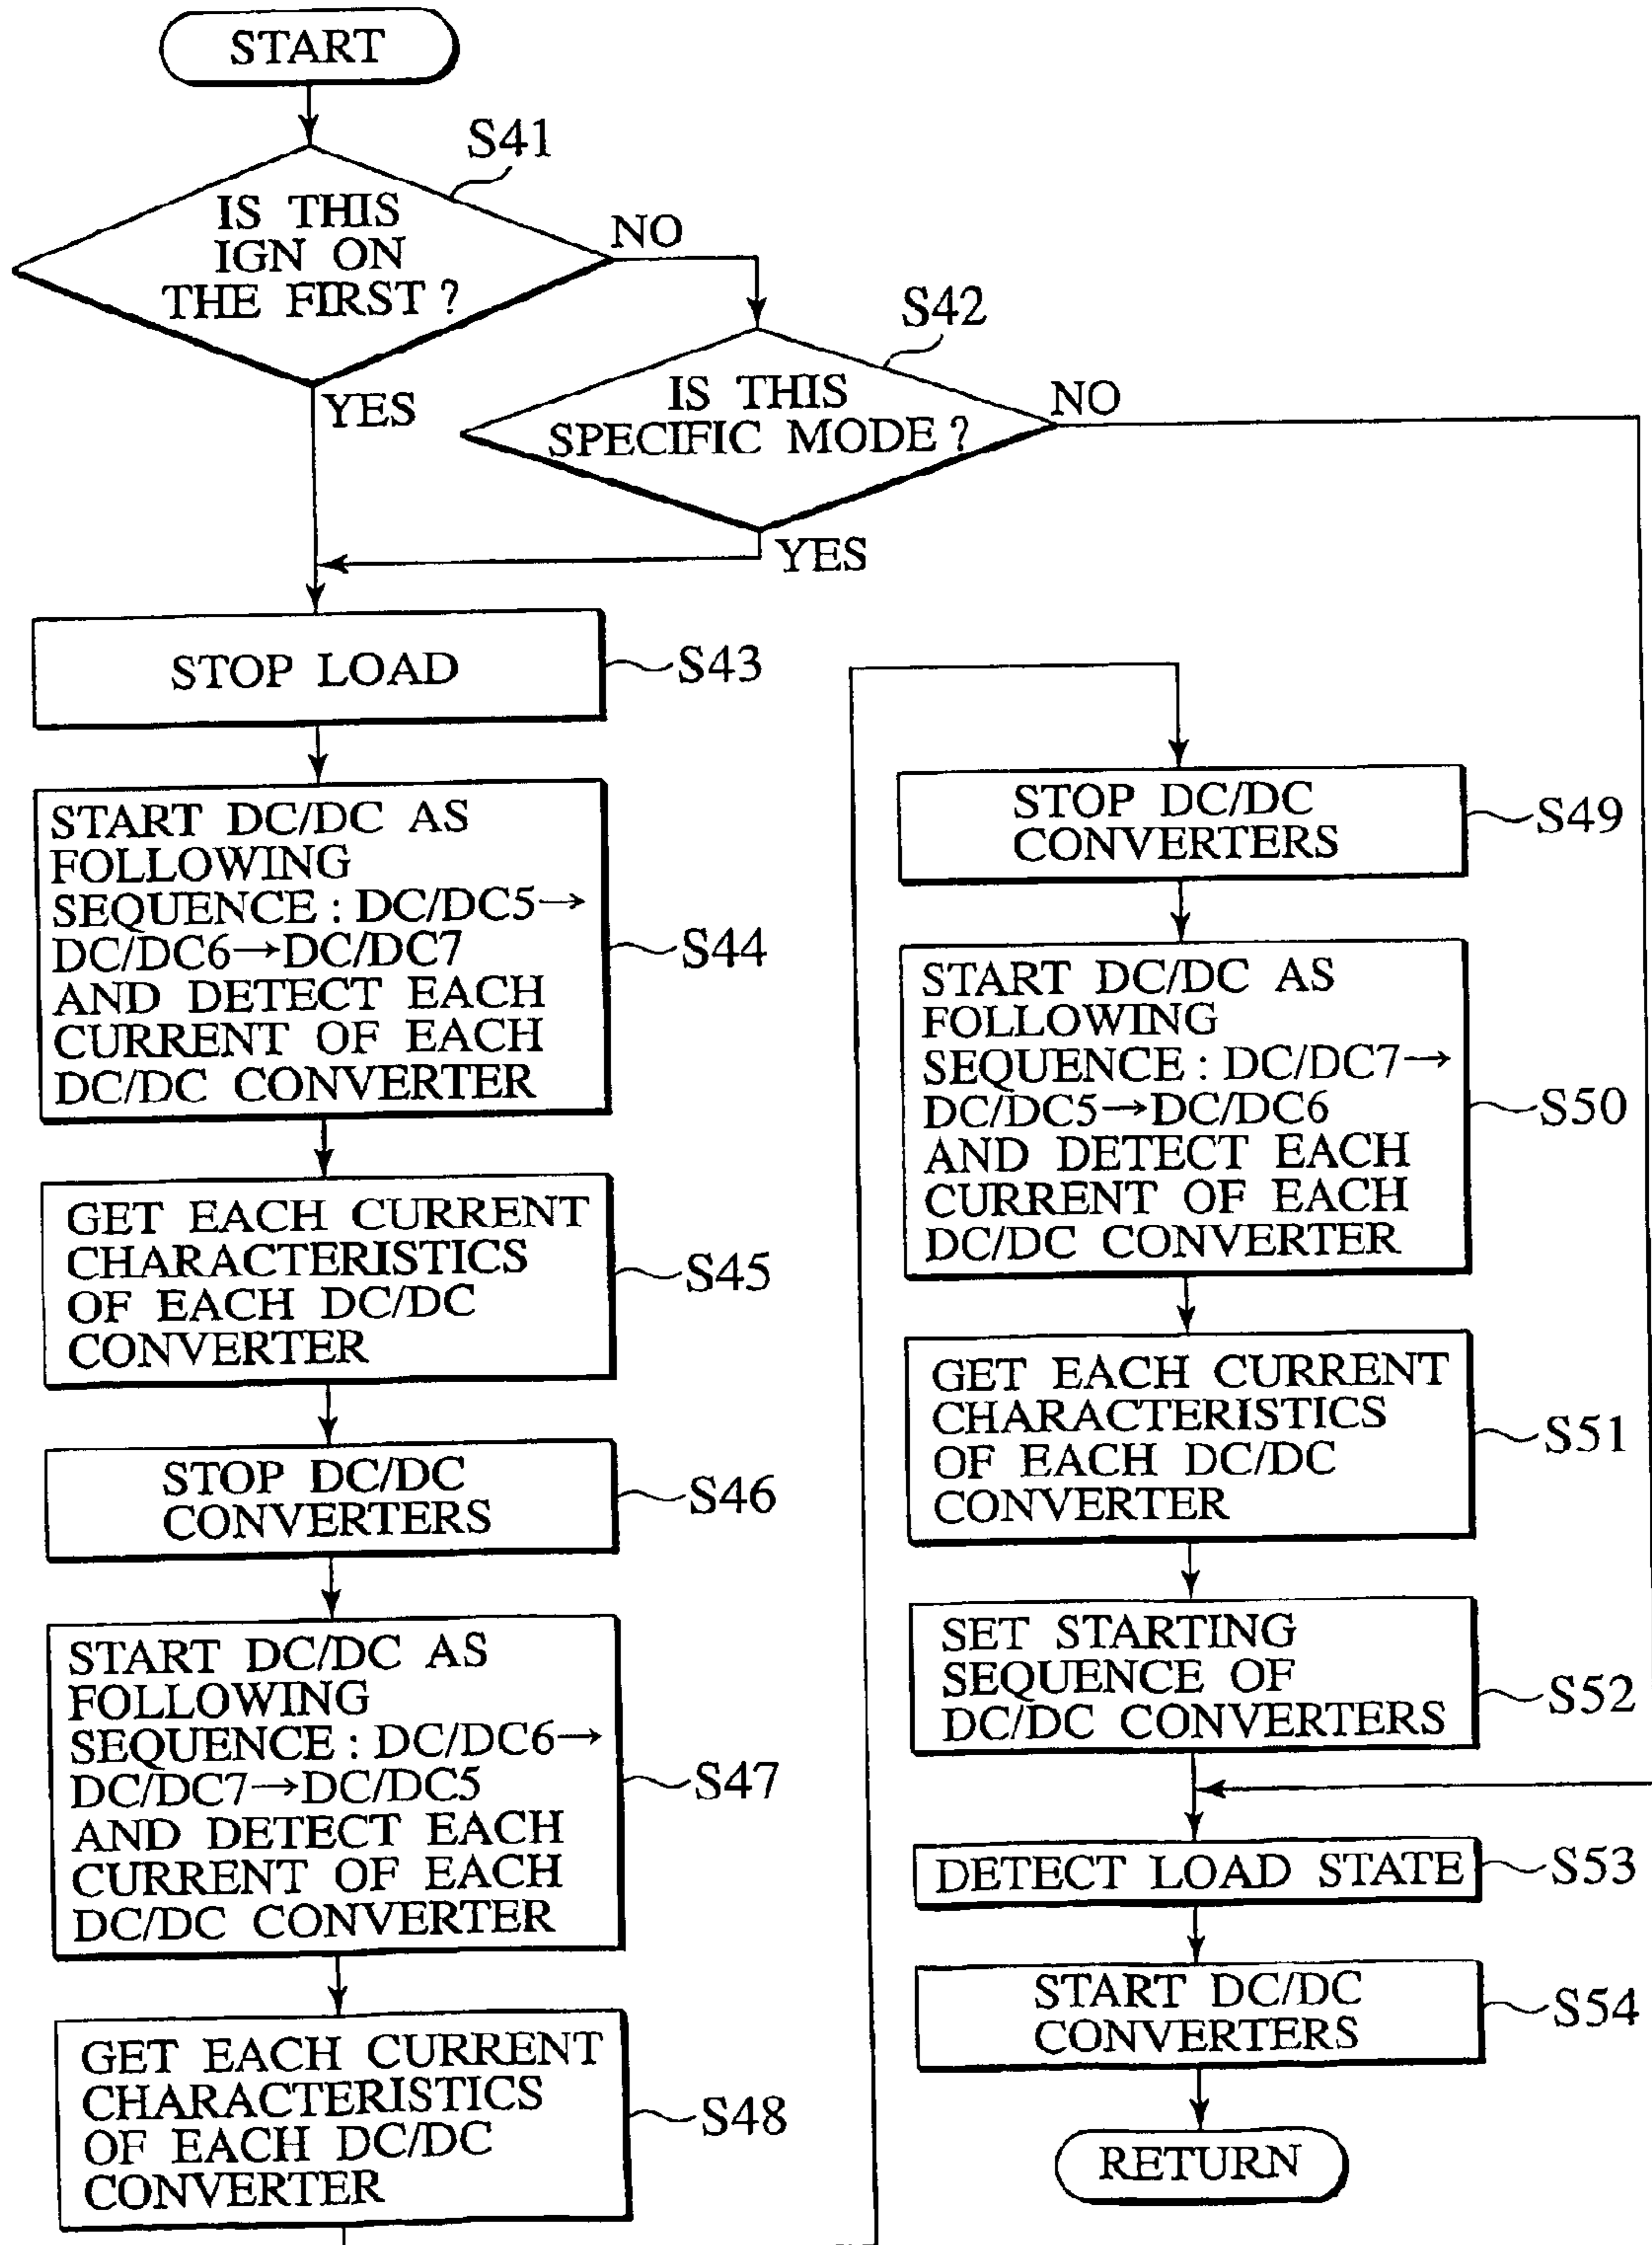 START
S41
IS THIS
IGN ON
THE FIRST ?
NO
YES
S42
IS THIS
SPECIFIC MODE ?
NO
YES
STOP LOAD
S43
START DC/DC AS
FOLLOWING
SEQUENCE : DC/DC5→
DC/DC6→DC/DC7
AND DETECT EACH
CURRENT OF EACH
DC/DC CONVERTER
S44
GET EACH CURRENT
CHARACTERISTICS
OF EACH DC/DC
CONVERTER
S45
STOP DC/DC
CONVERTERS
S46
START DC/DC AS
FOLLOWING
SEQUENCE : DC/DC6→
DC/DC7→DC/DC5
AND DETECT EACH
CURRENT OF EACH
DC/DC CONVERTER
S47
GET EACH CURRENT
CHARACTERISTICS
OF EACH DC/DC
CONVERTER
S48
STOP DC/DC
CONVERTERS
S49
START DC/DC AS
FOLLOWING
SEQUENCE : DC/DC7→
DC/DC5→DC/DC6
AND DETECT EACH
CURRENT OF EACH
DC/DC CONVERTER
S50
GET EACH CURRENT
CHARACTERISTICS
OF EACH DC/DC
CONVERTER
S51
SET STARTING
SEQUENCE OF
DC/DC CONVERTERS
S52
DETECT LOAD STATE
S53
START DC/DC
CONVERTERS
S54
RETURN